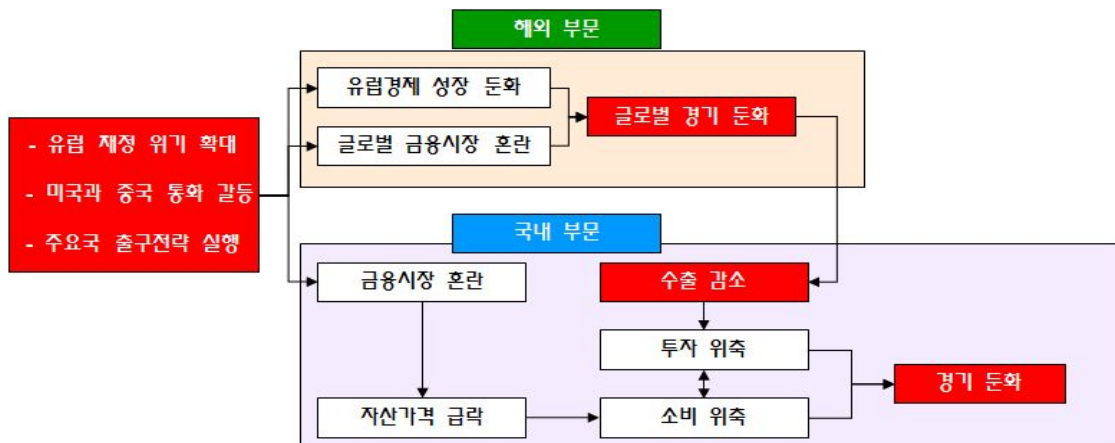 해외 부문
유럽경제 성장 둔화
글로벌 경기 둔화
글로벌 금융시장 혼란
- 유럽 재정 위기 확대
- 미국과 중국 통화 갈등
- 주요국 출구전략 실행
국내 부문
금융시장 혼란
수출 감소
투자 위축
경기 둔화
자산가격 급락
소비 위축